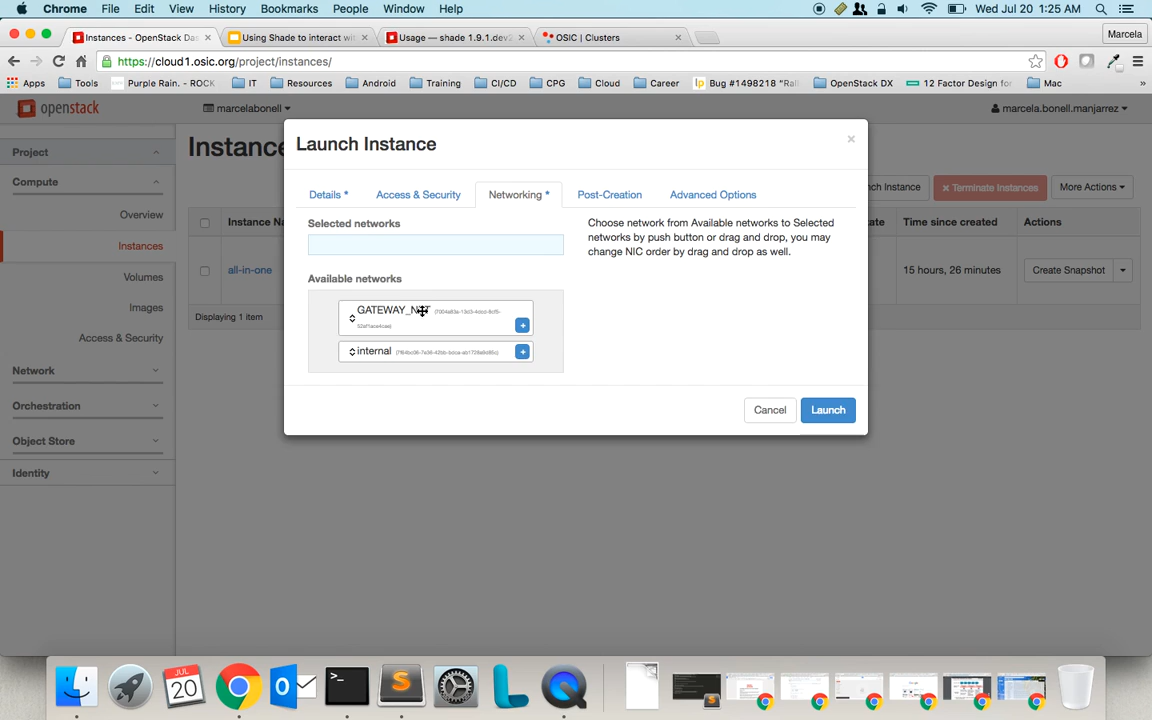 Chrome File Edit View History Bookmarks People Window Help Wed Jul 20 1:25 AM
Instances - OpenStack Das Using Shade to interact wit Usage — shade 1.9.1.dev2 OSIC | Clusters Marcela
https://cloud1.osic.org/project/instances/
Apps Tools Purple Rain. - ROCK IT Resources Android Training CI/CD CPG Cloud Career Bug #1498218 "Rall OpenStack DX 12 Factor Design for Mac »
openstack marcelabonell marcela.bonell.manjarrez
Project
Compute
Overview
Instances
Volumes
Images
Access & Security
Network
Orchestration
Object Store
Identity
Instance
ch Instance Terminate Instances More Actions
Instance Na ate Time since created Actions
all-in-one 15 hours, 26 minutes Create Snapshot
Displaying 1 item
Launch Instance ×
Details * Access & Security Networking * Post-Creation Advanced Options
Selected networks
Available networks
GATEWAY_NET
internal
Choose network from Available networks to Selected
networks by push button or drag and drop, you may
change NIC order by drag and drop as well.
Cancel Launch
JUL
20